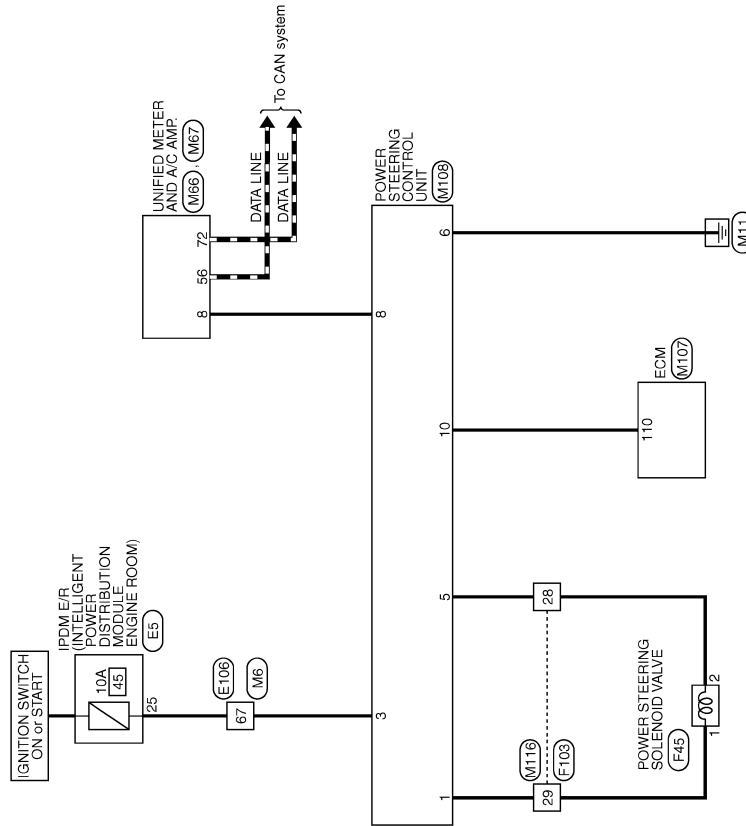 IGNITION SWITCH
ON or START
IPDM E/R
(INTELLIGENT
POWER
DISTRIBUTION
MODULE
ENGINE ROOM)
E5
10A
45
25
E106
67
M6
3
UNIFIED METER
AND A/C AMP.
M66 , M67
8
56
72
DATA LINE
DATA LINE
To CAN system
8
POWER
STEERING
CONTROL
UNIT
M108
1
5
10
6
M116
29
F103
28
POWER STEERING
SOLENOID VALVE
F45
1
2
110
ECM
M107
M11